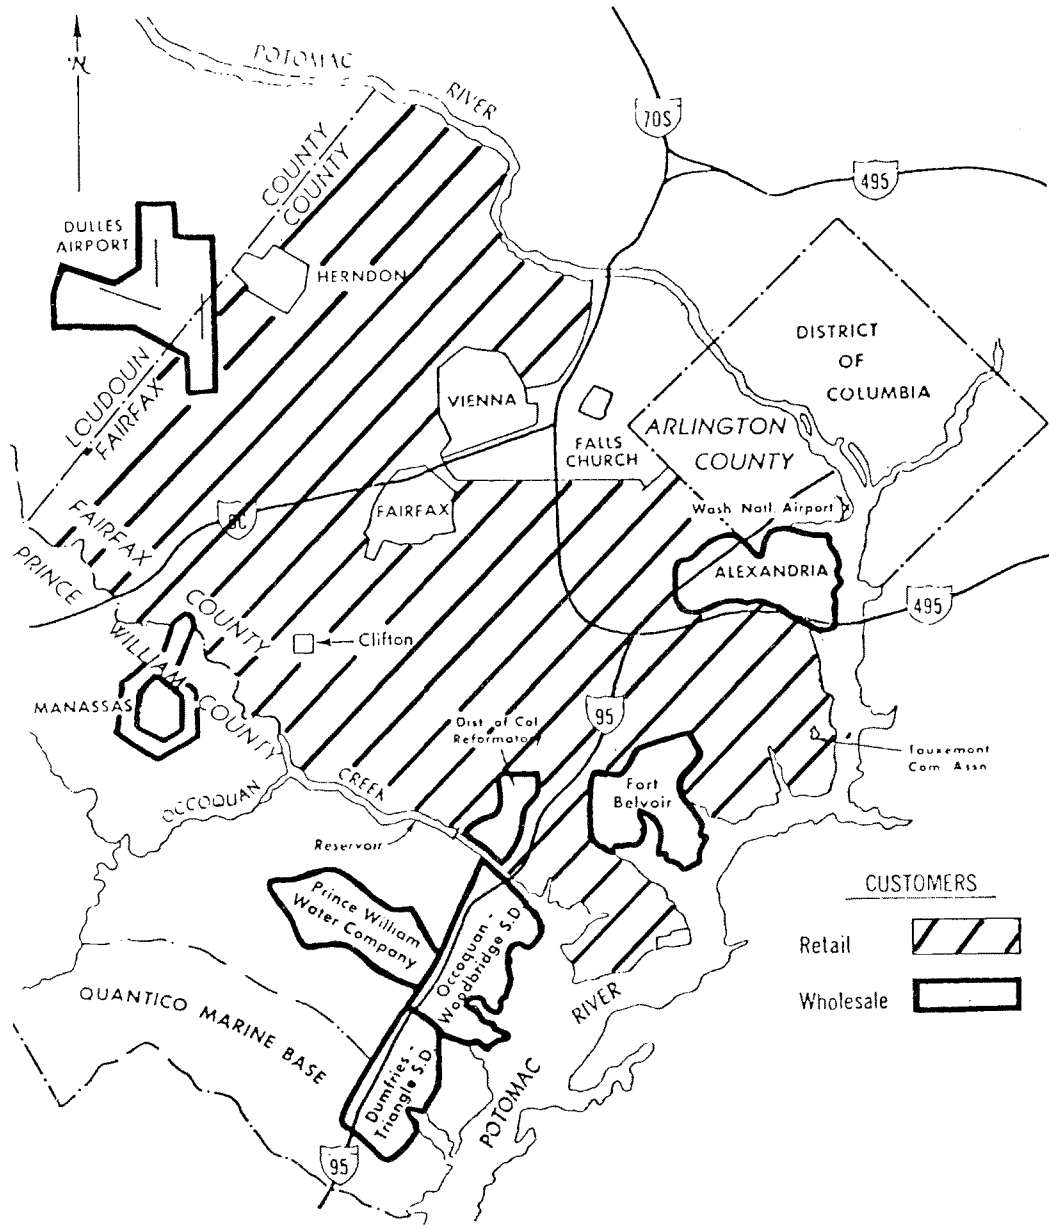 POTOMAC
RIVER
N
70S
495
COUNTY
COUNTY
DULLES
AIRPORT
HERNDON
DISTRICT
OF
COLUMBIA
LOUDOUN
FAIRFAX
VIENNA
FALLS
CHURCH
ARLINGTON
COUNTY
Wash Natl. Airport
FAIRFAX
FAIRFAX
COUNTY
PRINCE
WILLIAM
COUNTY
ALEXANDRIA
495
Clifton
MANASSAS
95
Dist. of Col
Reformatory
Tauxemont
Com Assn
OCCOQUAN
CREEK
Fort
Belvoir
Reservoir
Prince William
Water Company
Occoquan -
Woodbridge S.D
CUSTOMERS
Retail
Wholesale
QUANTICO MARINE BASE
RIVER
POTOMAC
Dumfries -
Triangle S.D
95